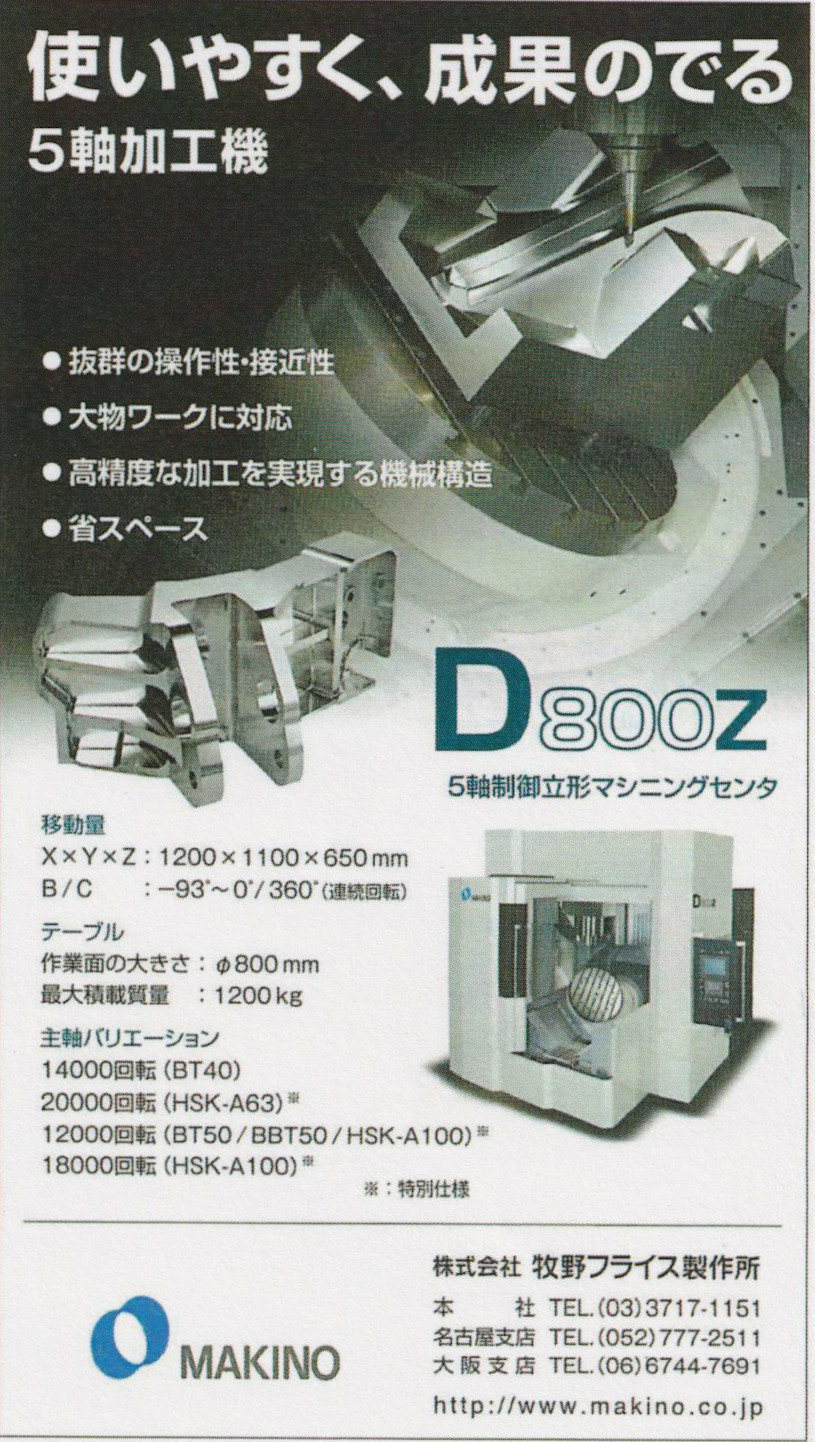 使いやすく、成果のでる
5軸加工機
●抜群の操作性・接近性
●大物ワークに対応
●高精度な加工を実現する機械構造
●省スペース
D800Z
5軸制御立形マシニングセンタ
移動量
X×Y×Z：1200×1100×650mm
B/C　：−93°～0°/360°(連続回転)
テーブル
作業面の大きさ：φ800mm
最大積載質量　：1200kg
主軸バリエーション
14000回転(BT40)
20000回転(HSK-A63)※
12000回転(BT50/BBT50/HSK-A100)※
18000回転(HSK-A100)※
※：特別仕様
MAKINO
D800Z
株式会社 牧野フライス製作所
本　社 TEL.(03)3717-1151
名古屋支店 TEL.(052)777-2511
大阪支店 TEL.(06)6744-7691
http://www.makino.co.jp
MAKINO